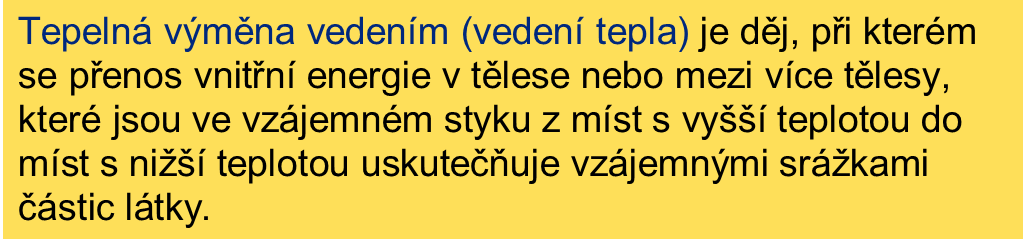 Tepelná výměna vedením (vedení tepla) je děj, při kterém
se přenos vnitřní energie v tělese nebo mezi více tělesy,
které jsou ve vzájemném styku z míst s vyšší teplotou do
míst s nižší teplotou uskutečňuje vzájemnými srážkami
částic látky.